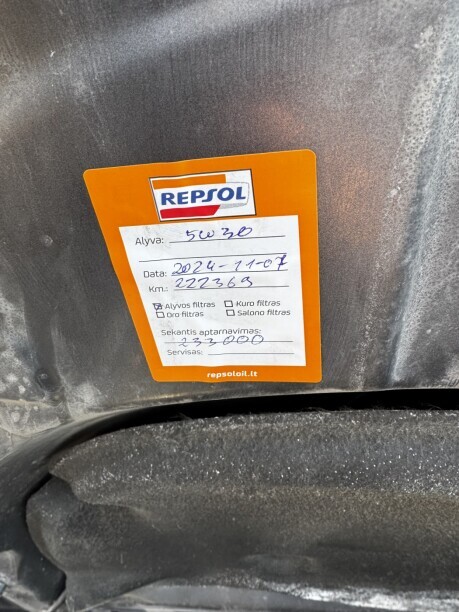 REPSOL
Alyva: 5W30
Data: 2024-11-07
Km.: 222369
☑ Alyvos filtras ☐ Kuro filtras
☐ Oro filtras ☐ Salono filtras
Sekantis aptarnavimas:
233000
Servisas:
repsoloil.lt